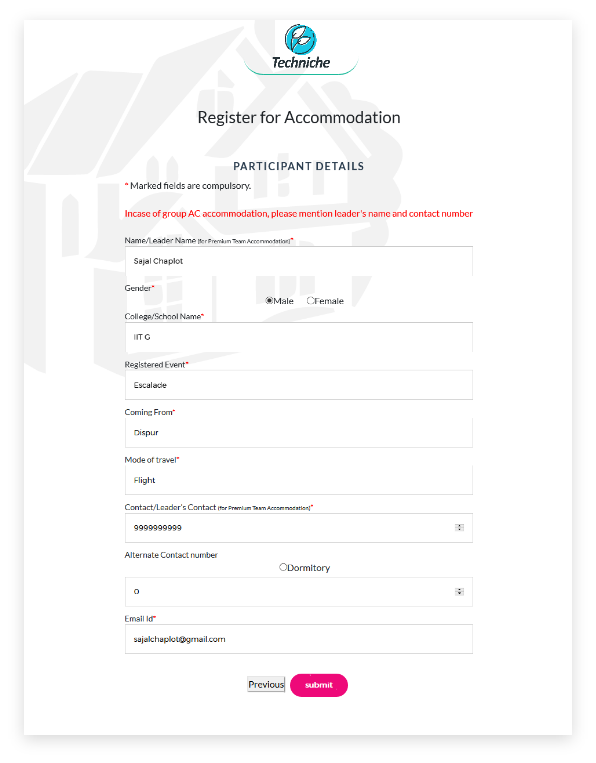 Techniche
Register for Accommodation
PARTICIPANT DETAILS
* Marked fields are compulsory.
Incase of group AC accommodation, please mention leader's name and contact number
Name/Leader Name (for Premium Team Accommodation)*
Sajal Chaplot
Gender*
Male Female
College/School Name*
IIT G
Registered Event*
Escalade
Coming From*
Dispur
Mode of travel*
Flight
Contact/Leader's Contact (for Premium Team Accommodation)*
9999999999
Alternate Contact number
Dormitory
0
Email Id*
sajalchaplot@gmail.com
Previous submit